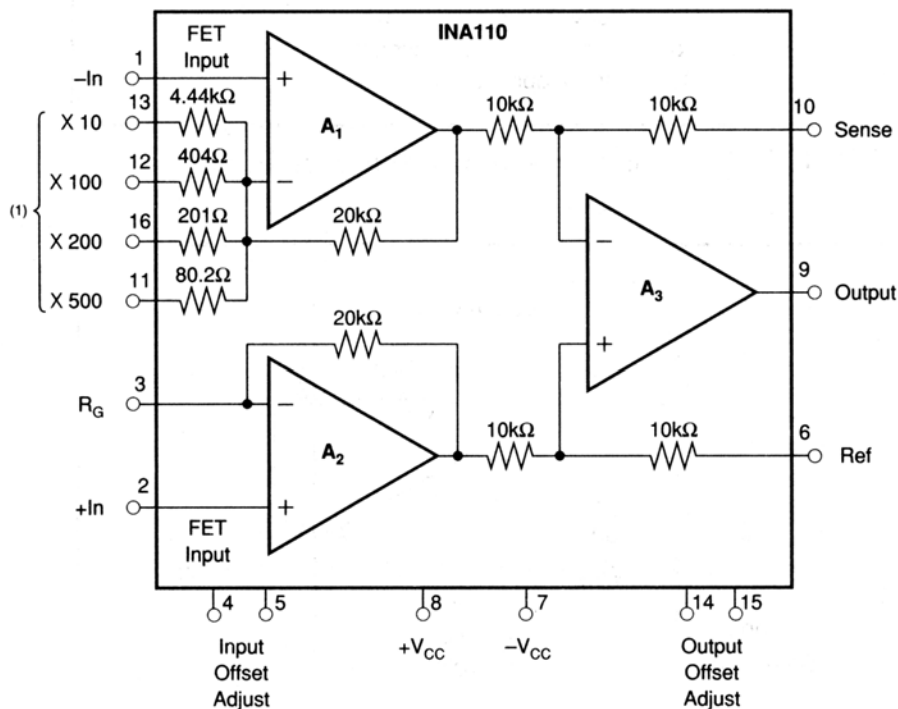 INA110
FET
Input
1
–In
+
A1
13
X 10
4.44kΩ
12
X 100
404Ω
–
(1)
16
X 200
201Ω
20kΩ
11
X 500
80.2Ω
10kΩ
10kΩ
10
Sense
–
A3
9
Output
+
20kΩ
3
RG
–
A2
10kΩ
10kΩ
6
Ref
2
+In
+
FET
Input
4
5
8
7
14
15
Input
Offset
Adjust
+VCC
–VCC
Output
Offset
Adjust